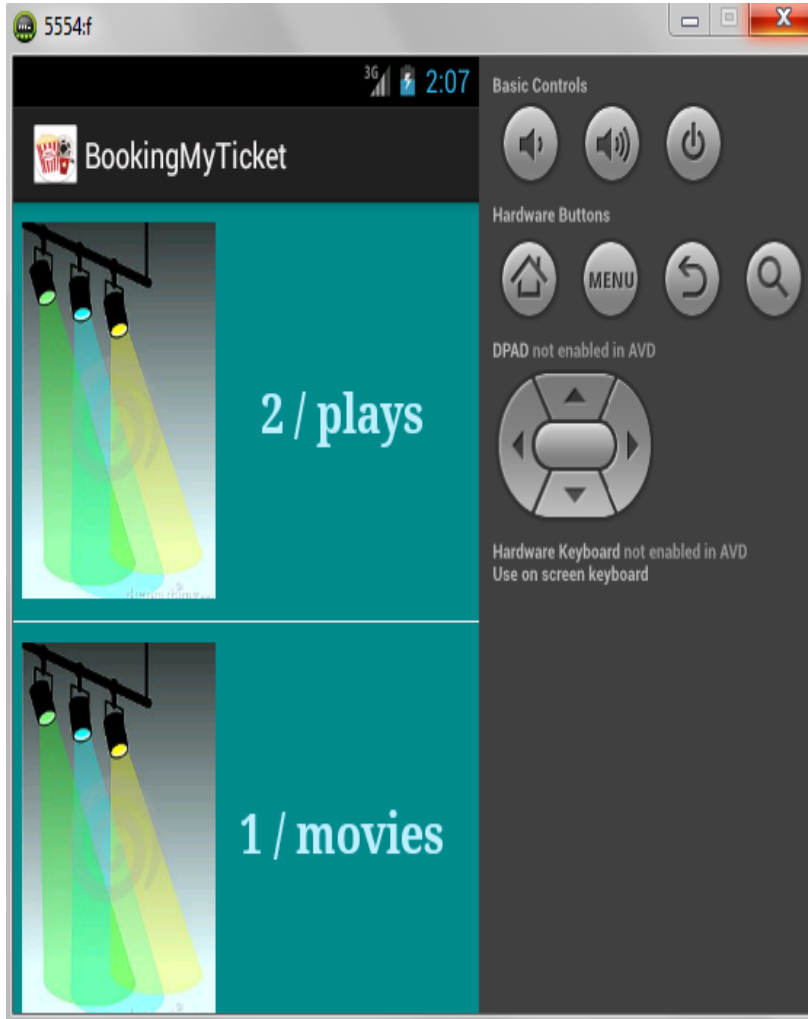 5554:f
3G 2:07
BookingMyTicket
2 / plays
1 / movies
Basic Controls
Hardware Buttons
MENU
DPAD not enabled in AVD
Hardware Keyboard not enabled in AVD
Use on screen keyboard